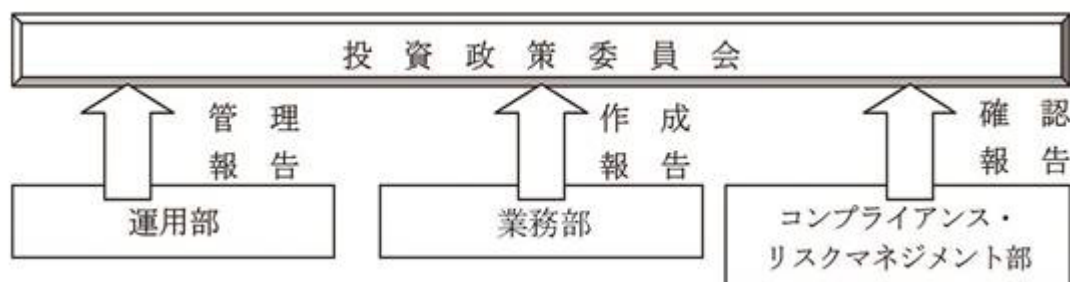 投資政策委員会
管理
報告
作成
報告
確認
報告
運用部
業務部
コンプライアンス・
リスクマネジメント部